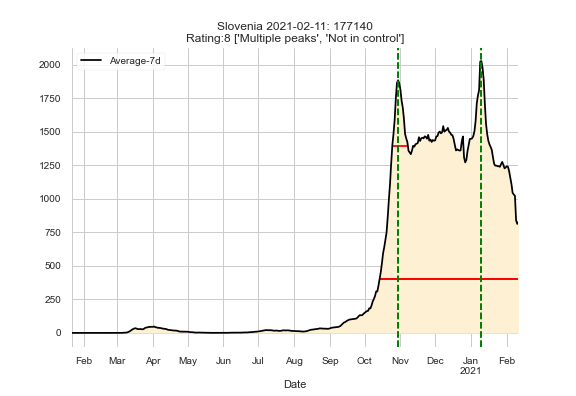 Slovenia 2021-02-11: 177140
Rating:8 ['Multiple peaks', 'Not in control']
Average-7d
2000
1750
1500
1250
1000
750
500
250
0
Feb Mar Apr May Jun Jul Aug Sep Oct Nov Dec Jan Feb
2021
Date